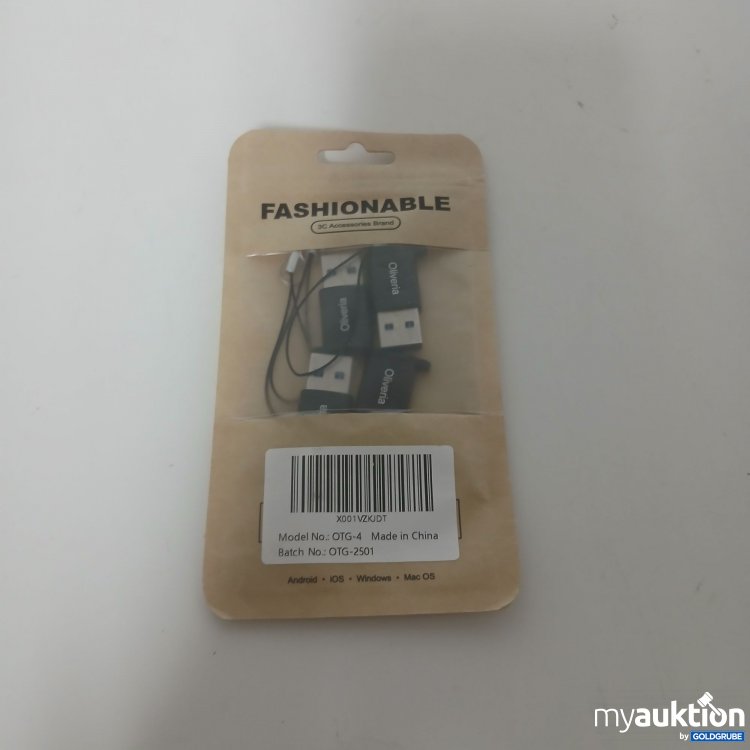 FASHIONABLE
3C Accessories Brand
Oliveria
Oliveria
Oliveria
X001VZKJDT
Model No.: OTG-4 Made in China
Batch No.: OTG-2501
Android • iOS • Windows • Mac OS
myauktion
by GOLDGRUBE